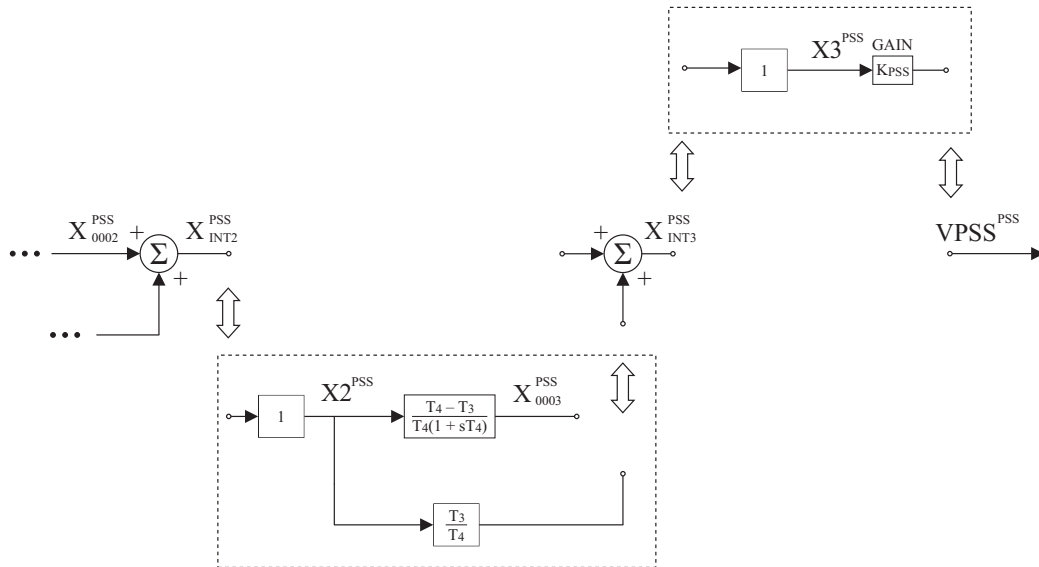 X3^PSS GAIN
1
K_PSS
X_0002^PSS + Σ + X_INT2^PSS
+ Σ + X_INT3^PSS
VPSS^PSS
1
X2^PSS
T4 – T3
T4(1 + sT4)
X_0003^PSS
T3
T4